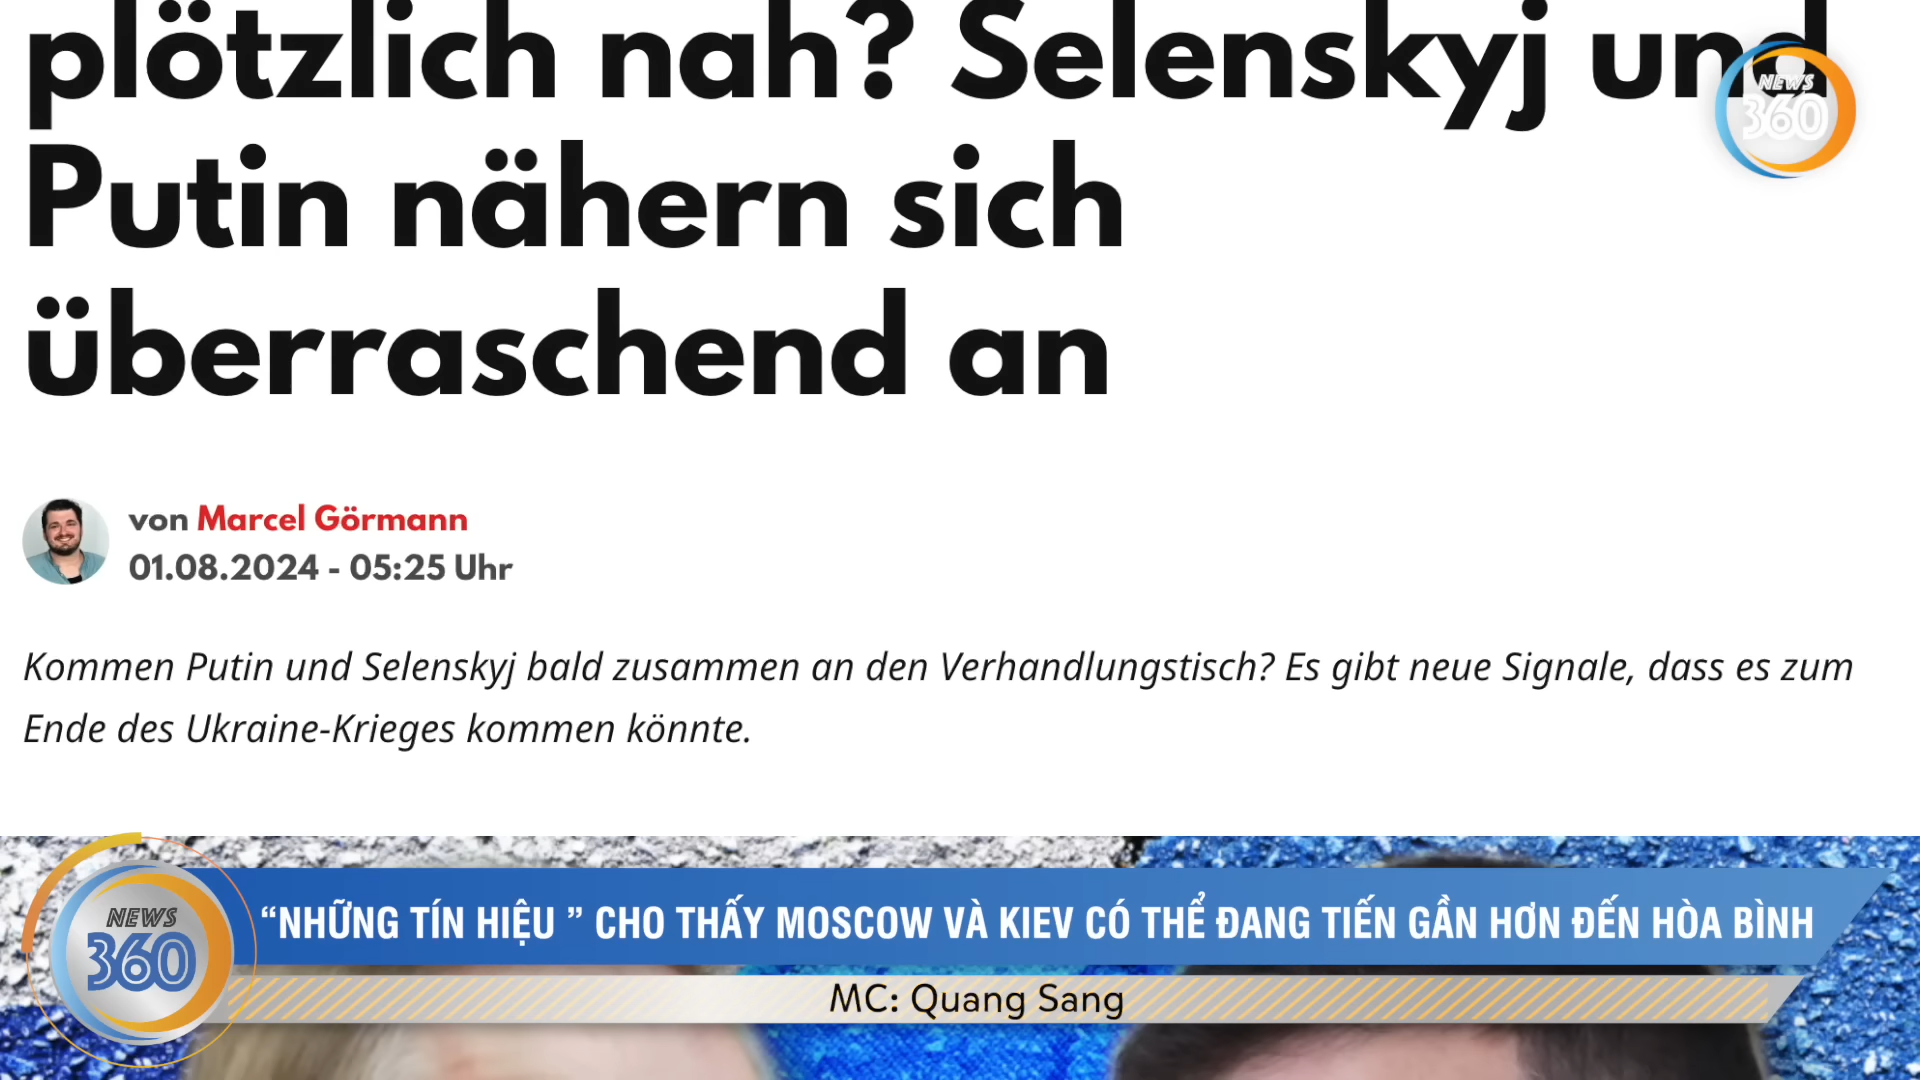 plötzlich nah? Selenskyj und
NEWS
360
Putin nähern sich
überraschend an
von Marcel Görmann
01.08.2024 - 05:25 Uhr
Kommen Putin und Selenskyj bald zusammen an den Verhandlungstisch? Es gibt neue Signale, dass es zum
Ende des Ukraine-Krieges kommen könnte.
NEWS
360
“NHỮNG TÍN HIỆU ” CHO THẤY MOSCOW VÀ KIEV CÓ THỂ ĐANG TIẾN GẦN HƠN ĐẾN HÒA BÌNH
MC: Quang Sang